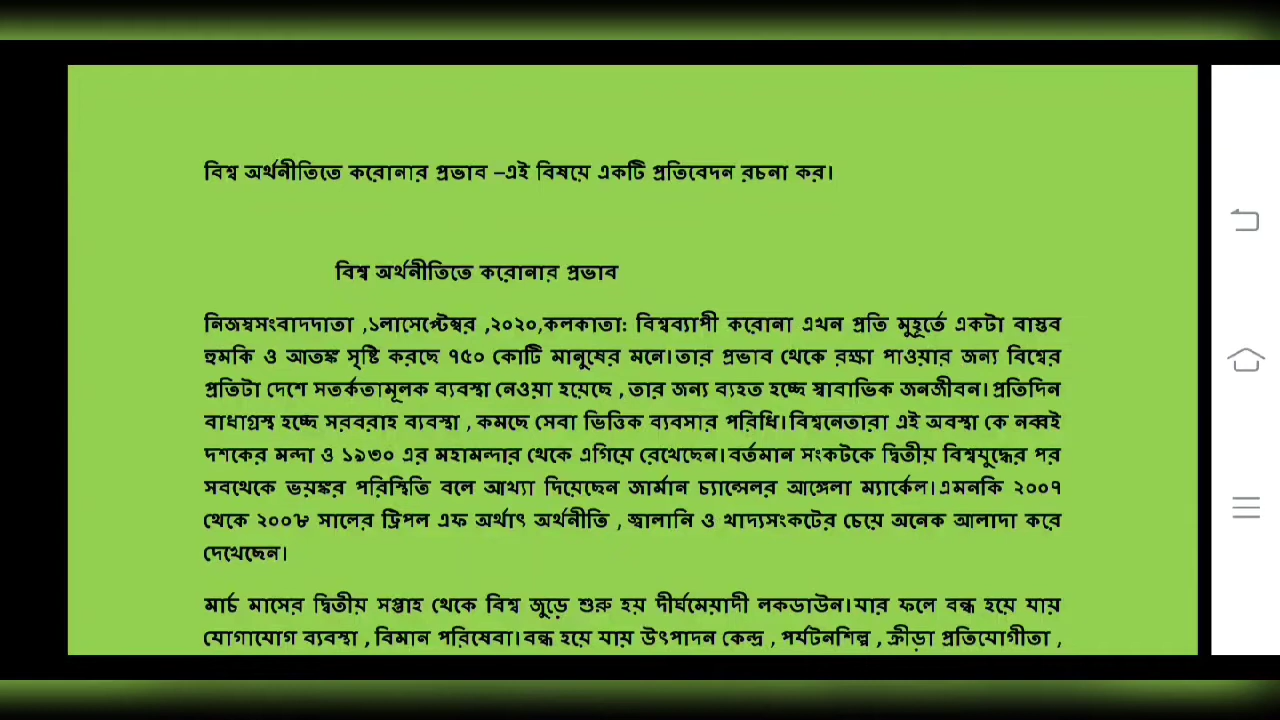 বিশ্ব অর্থনীতিতে করোনার প্রভাব –এই বিষয়ে একটি প্রতিবেদন রচনা কর।
বিশ্ব অর্থনীতিতে করোনার প্রভাব
নিজস্বসংবাদদাতা ,১লাসেপ্টেম্বর ,২০২০,কলকাতা: বিশ্বব্যাপী করোনা এখন প্রতি মুহূর্তে একটা বাস্তব
হুমকি ও আতঙ্ক সৃষ্টি করছে ৭৫০ কোটি মানুষের মনে।তার প্রভাব থেকে রক্ষা পাওয়ার জন্য বিশ্বের
প্রতিটা দেশে সতর্কতামূলক ব্যবস্থা নেওয়া হয়েছে , তার জন্য ব্যহত হচ্ছে স্বাবাভিক জনজীবন।প্রতিদিন
বাধাগ্রস্থ হচ্ছে সরবরাহ ব্যবস্থা , কমছে সেবা ভিত্তিক ব্যবসার পরিধি।বিশ্বনেতারা এই অবস্থা কে নব্বই
দশকের মন্দা ও ১৯৩০ এর মহামন্দার থেকে এগিয়ে রেখেছেন।বর্তমান সংকটকে দ্বিতীয় বিশ্বযুদ্ধের পর
সবথেকে ভয়ঙ্কর পরিস্থিতি বলে আখ্যা দিয়েছেন জার্মান চ্যান্সেলর আঙ্গেলা ম্যার্কেল।এমনকি ২০০৭
থেকে ২০০৮ সালের ট্রিপল এফ অর্থাৎ অর্থনীতি , জ্বালানি ও খাদ্যসংকটের চেয়ে অনেক আলাদা করে
দেখেছেন।
মার্চ মাসের দ্বিতীয় সপ্তাহ থেকে বিশ্ব জুড়ে শুরু হয় দীর্ঘমেয়াদী লকডাউন।যার ফলে বন্ধ হয়ে যায়
যোগাযোগ ব্যবস্থা , বিমান পরিষেবা।বন্ধ হয়ে যায় উৎপাদন কেন্দ্র , পর্যটনশিল্প , ক্রীড়া প্রতিযোগীতা ,